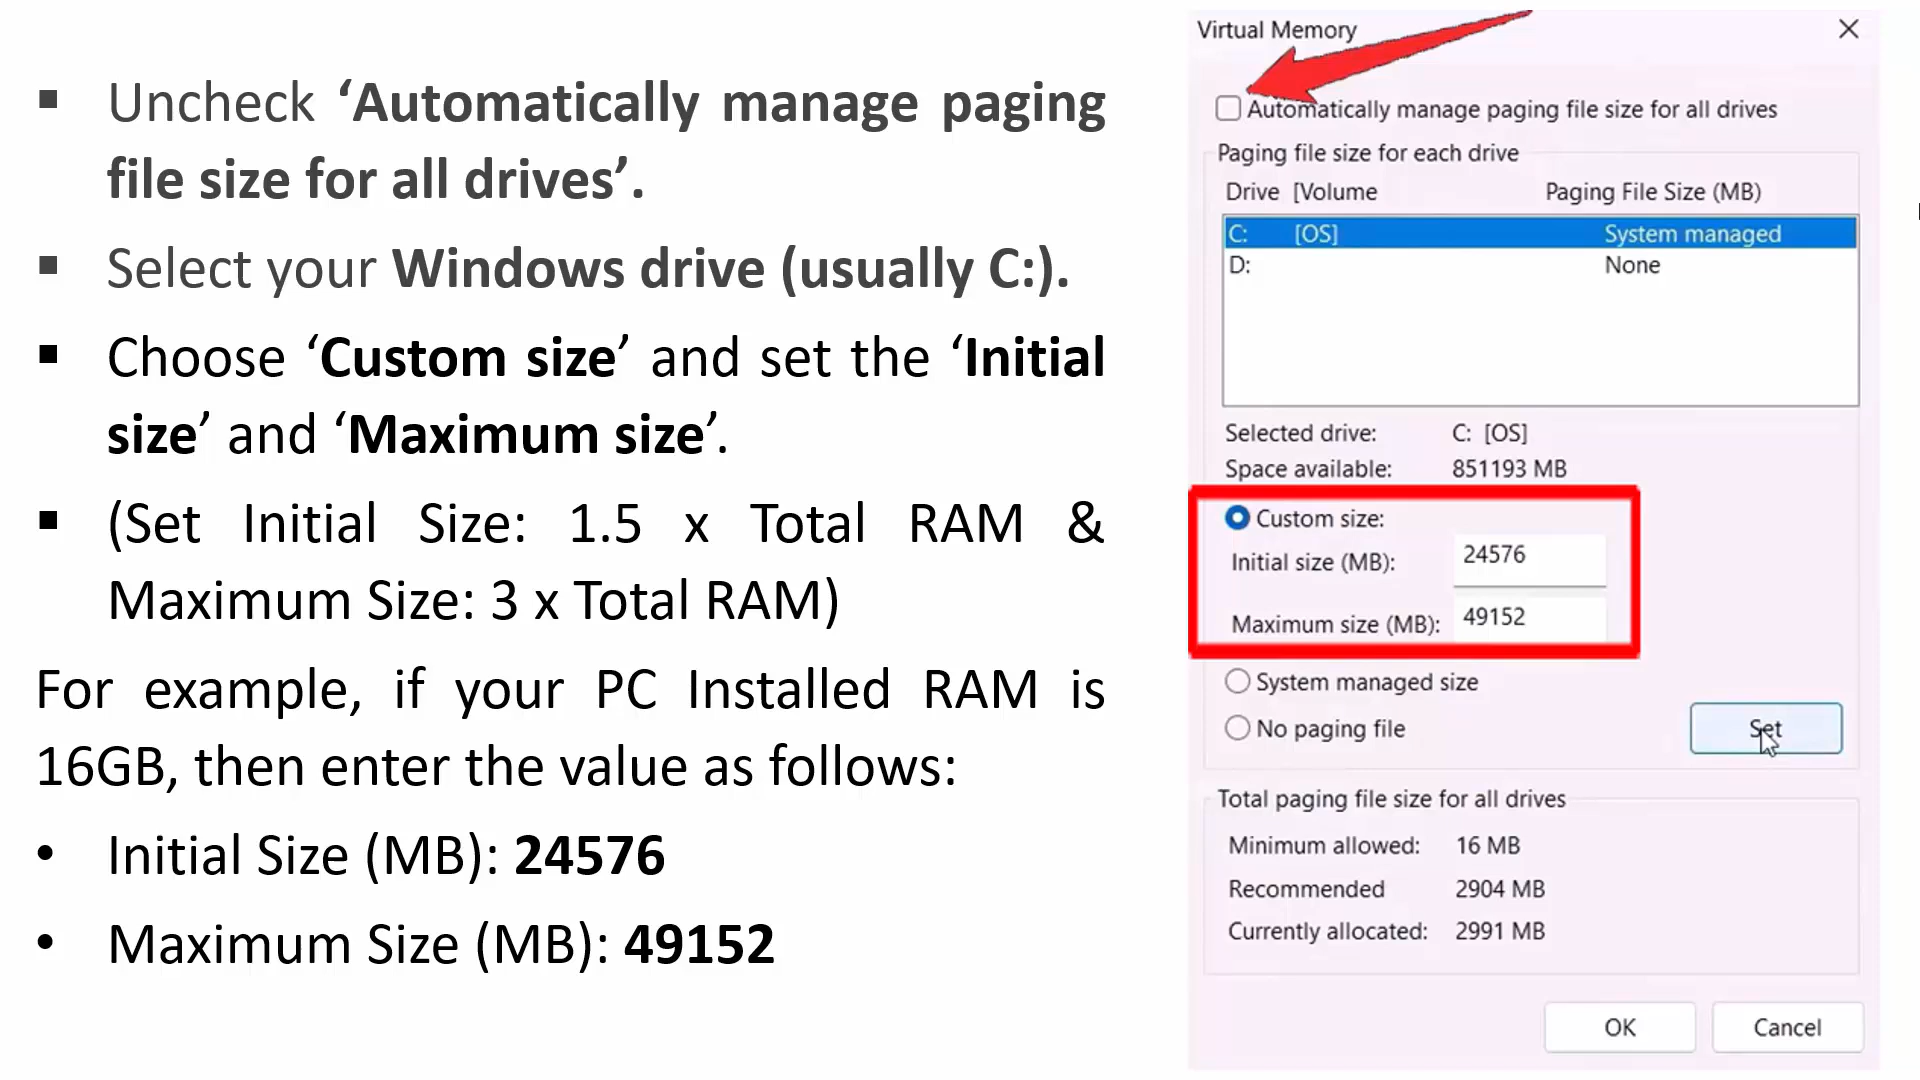 ▪ Uncheck ‘Automatically manage paging
file size for all drives’.
▪ Select your Windows drive (usually C:).
▪ Choose ‘Custom size’ and set the ‘Initial
size’ and ‘Maximum size’.
▪ (Set Initial Size: 1.5 x Total RAM &
Maximum Size: 3 x Total RAM)
For example, if your PC Installed RAM is
16GB, then enter the value as follows:
• Initial Size (MB): 24576
• Maximum Size (MB): 49152
Virtual Memory
Automatically manage paging file size for all drives
Paging file size for each drive
Drive [Volume Paging File Size (MB)
C: [OS] System managed
D: None
Selected drive: C: [OS]
Space available: 851193 MB
Custom size:
Initial size (MB): 24576
Maximum size (MB): 49152
System managed size
No paging file
Set
Total paging file size for all drives
Minimum allowed: 16 MB
Recommended 2904 MB
Currently allocated: 2991 MB
OK Cancel